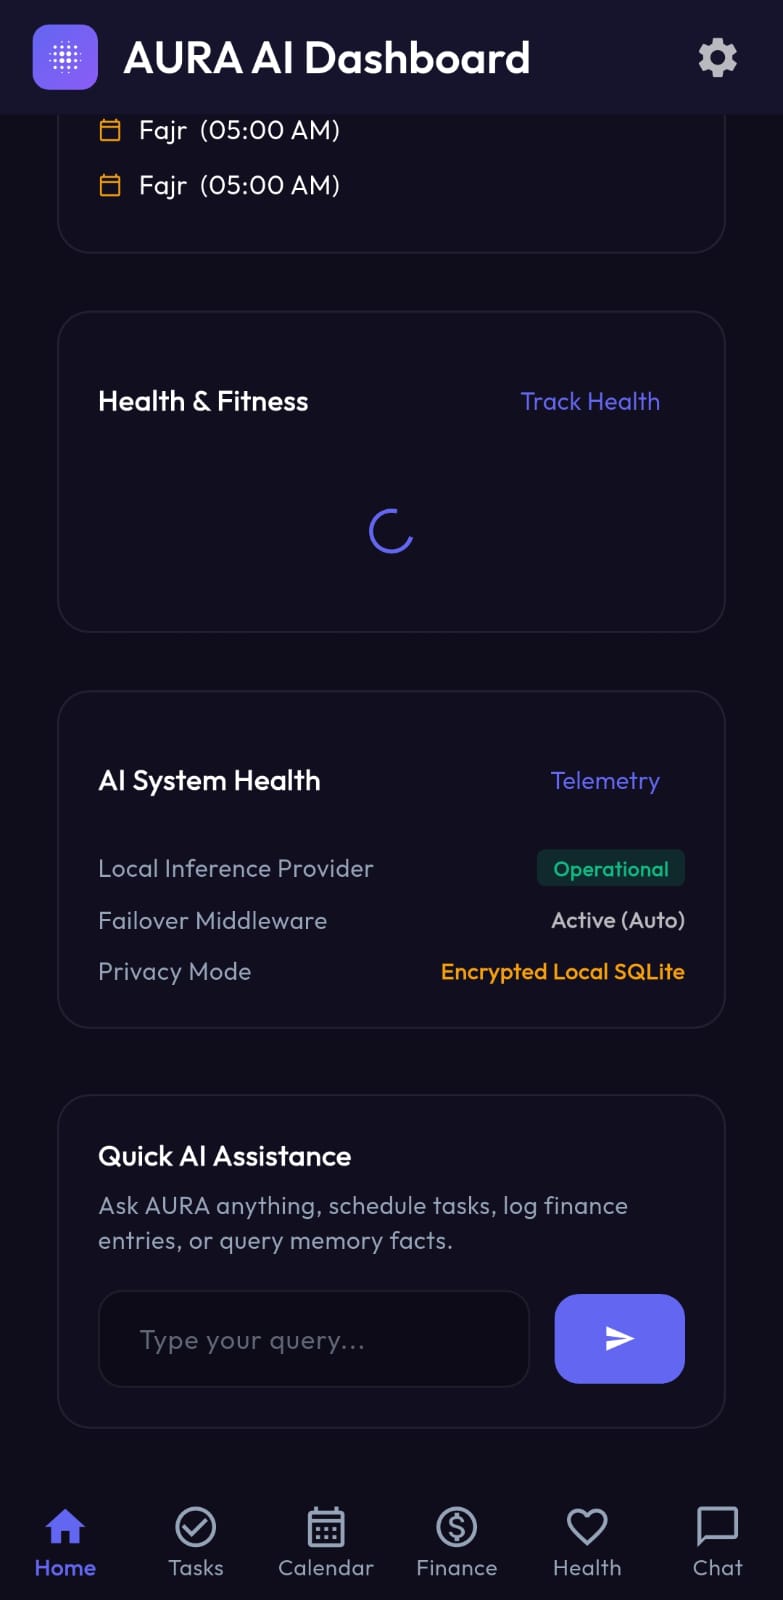 AURA AI Dashboard
Fajr (05:00 AM)
Fajr (05:00 AM)
Health & Fitness
Track Health
AI System Health
Telemetry
Local Inference Provider
Operational
Failover Middleware
Active (Auto)
Privacy Mode
Encrypted Local SQLite
Quick AI Assistance
Ask AURA anything, schedule tasks, log finance
entries, or query memory facts.
Type your query...
Home
Tasks
Calendar
Finance
Health
Chat